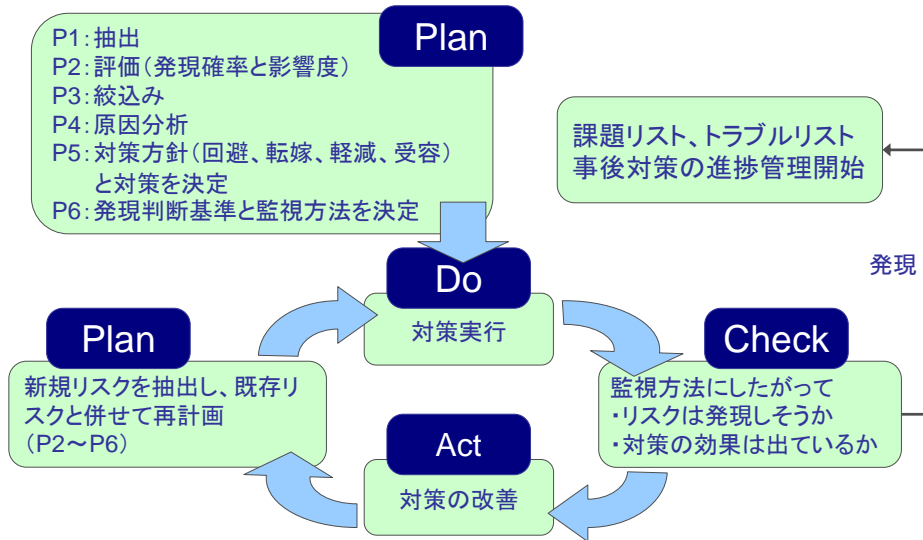 Plan
P1:抽出
P2:評価(発現確率と影響度)
P3:絞込み
P4:原因分析
P5:対策方針(回避、転嫁、軽減、受容)
と対策を決定
P6:発現判断基準と監視方法を決定
課題リスト、トラブルリスト
事後対策の進捗管理開始
発現
Do
対策実行
Plan
新規リスクを抽出し、既存リ
スクと併せて再計画
(P2~P6)
Check
監視方法にしたがって
・リスクは発現しそうか
・対策の効果は出ているか
Act
対策の改善